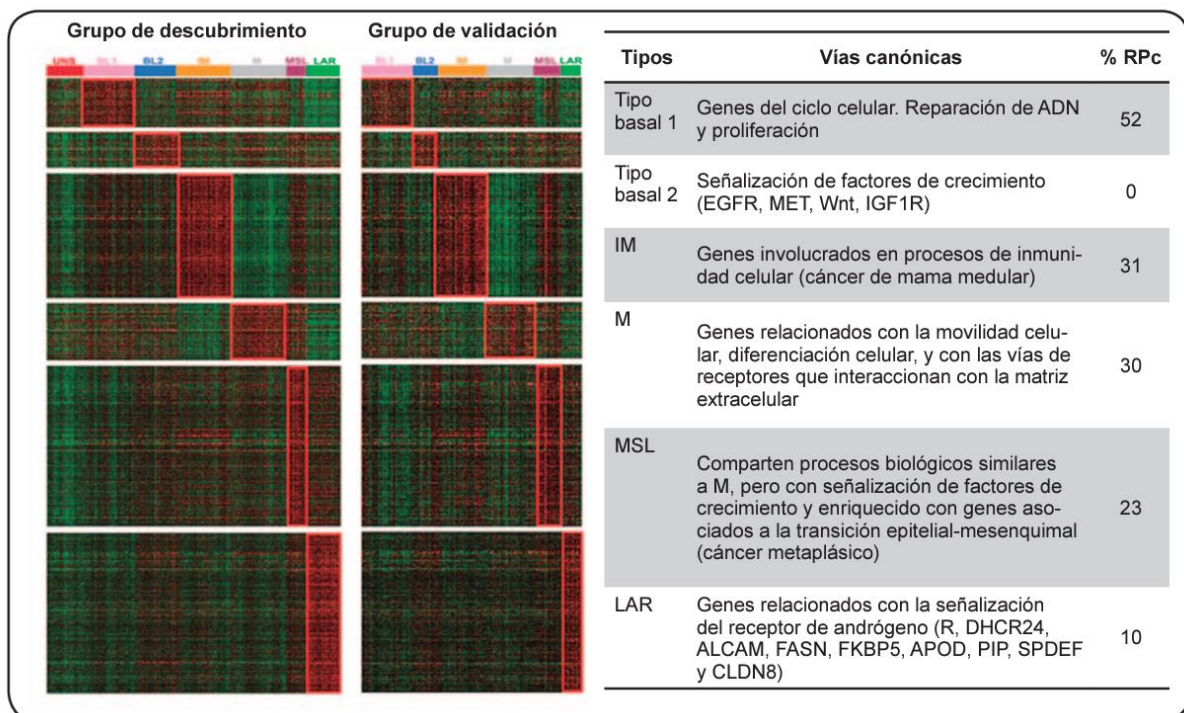 Grupo de descubrimiento
Grupo de validación
UNS BL1 BL2 IM M MSL LAR
BL1 BL2 IM M MSL LAR
Tipos Vías canónicas % RPc
Tipo
basal 1
Genes del ciclo celular. Reparación de ADN
y proliferación
52
Tipo
basal 2
Señalización de factores de crecimiento
(EGFR, MET, Wnt, IGF1R)
0
IM
Genes involucrados en procesos de inmuni-
dad celular (cáncer de mama medular)
31
M
Genes relacionados con la movilidad celu-
lar, diferenciación celular, y con las vías de
receptores que interaccionan con la matriz
extracelular
30
MSL
Comparten procesos biológicos similares
a M, pero con señalización de factores de
crecimiento y enriquecido con genes aso-
ciados a la transición epitelial-mesenquimal
(cáncer metaplásico)
23
LAR
Genes relacionados con la señalización
del receptor de andrógeno (R, DHCR24,
ALCAM, FASN, FKBP5, APOD, PIP, SPDEF
y CLDN8)
10